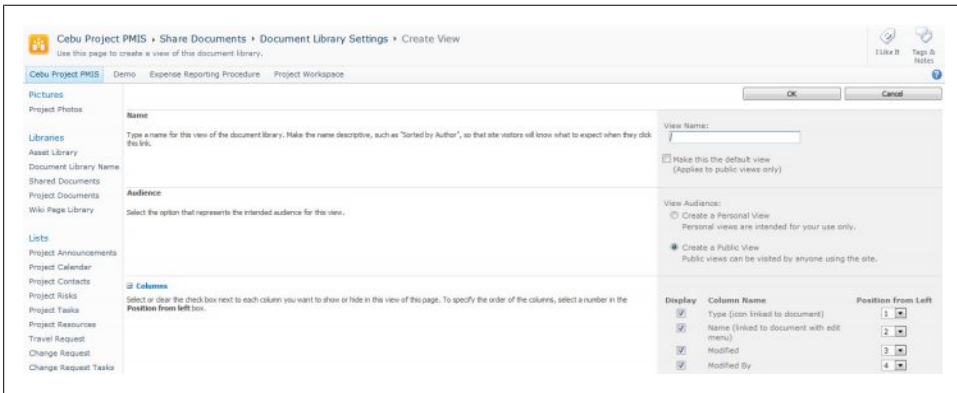 Cebu Project PMIS ▸ Share Documents ▸ Document Library Settings ▸ Create View
Use this page to create a view of this document library.
I Like It
Tags & Notes
Cebu Project PMIS Demo Expense Reporting Procedure Project Workspace
Pictures
Project Photos
Libraries
Asset Library
Document Library Name
Shared Documents
Project Documents
Wiki Page Library
Lists
Project Announcements
Project Calendar
Project Contacts
Project Risks
Project Tasks
Project Resources
Travel Request
Change Request
Change Request Tasks
OK Cancel
Name
Type a name for this view of the document library. Make the name descriptive, such as "Sorted by Author", so that site visitors will know what to expect when they click
this link.
View Name:
Make this the default view
(Applies to public views only)
Audience
Select the option that represents the intended audience for this view.
View Audience:
Create a Personal View
Personal views are intended for your use only.
Create a Public View
Public views can be visited by anyone using the site.
Columns
Select or clear the check box next to each column you want to show or hide in this view of this page. To specify the order of the columns, select a number in the
Position from left box.
Display Column Name Position from Left
Type (icon linked to document) 1
Name (linked to document with edit
menu) 2
Modified 3
Modified By 4